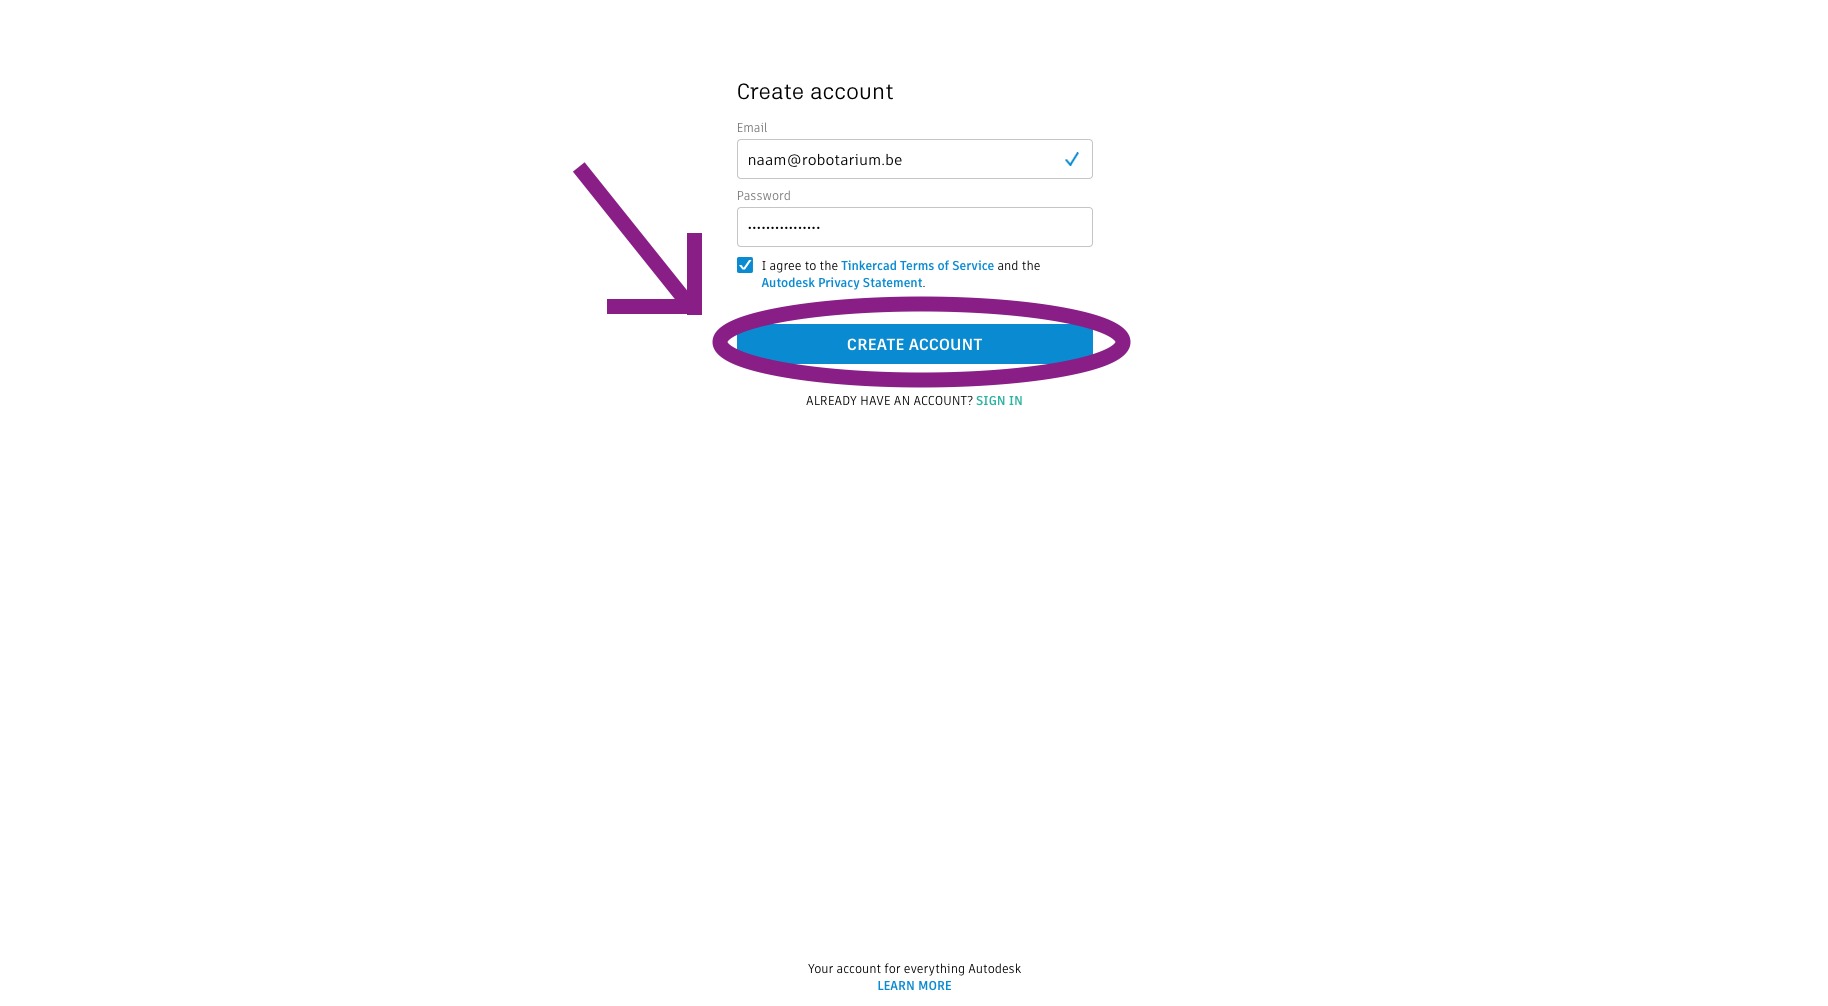 Create account
Email
naam@robotarium.be
Password
••••••••••••••••
I agree to the Tinkercad Terms of Service and the
Autodesk Privacy Statement.
CREATE ACCOUNT
ALREADY HAVE AN ACCOUNT? SIGN IN
Your account for everything Autodesk
LEARN MORE